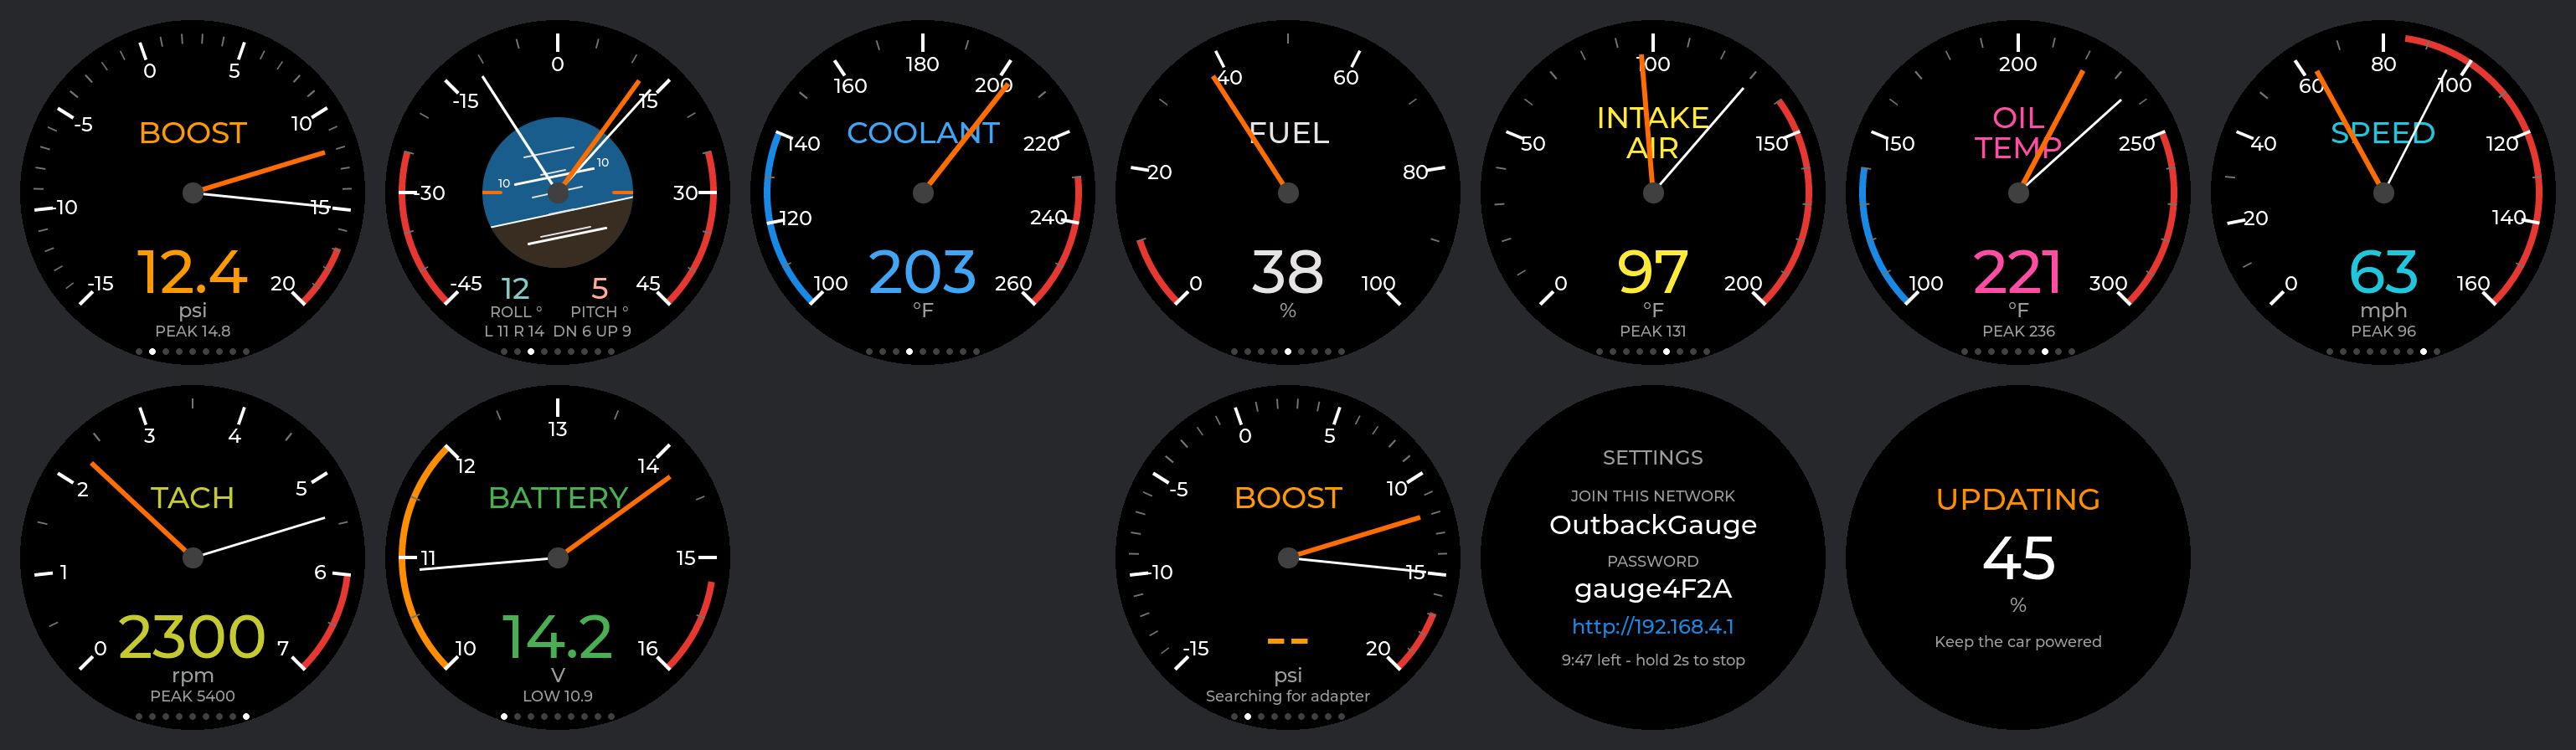 0 5
-5 10
BOOST
-10 15
-15 20
12.4
psi
PEAK 14.8
0
-15 15
10
10
-30 30
-45 45
12 5
ROLL ° PITCH °
L 11 R 14 DN 6 UP 9
180
160 200
COOLANT
140 220
120 240
100 260
203
°F
40 60
FUEL
20 80
0 100
38
%
100
INTAKE
AIR
50 150
0 200
97
°F
PEAK 131
200
OIL
TEMP
150 250
100 300
221
°F
PEAK 236
80
60 100
SPEED
40 120
20 140
0 160
63
mph
PEAK 96
3 4
2 5
TACH
1 6
0 7
2300
rpm
PEAK 5400
13
12 14
BATTERY
11 15
10 16
14.2
V
LOW 10.9
0 5
-5 10
BOOST
-10 15
-15 20
--
psi
Searching for adapter
SETTINGS
JOIN THIS NETWORK
OutbackGauge
PASSWORD
gauge4F2A
http://192.168.4.1
9:47 left - hold 2s to stop
UPDATING
45
%
Keep the car powered